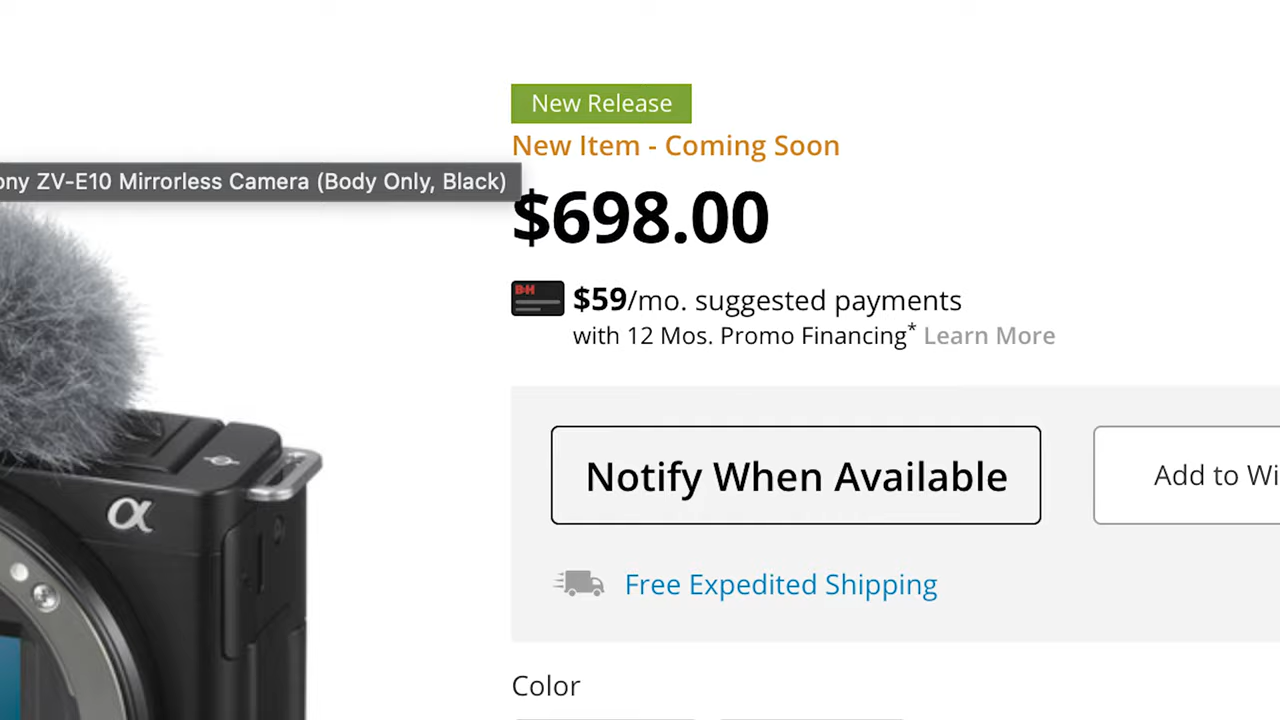 New Release
New Item - Coming Soon
ony ZV-E10 Mirrorless Camera (Body Only, Black)
$698.00
B&H
$59/mo. suggested payments
with 12 Mos. Promo Financing* Learn More
Notify When Available
Add to Wi
α
Free Expedited Shipping
Color